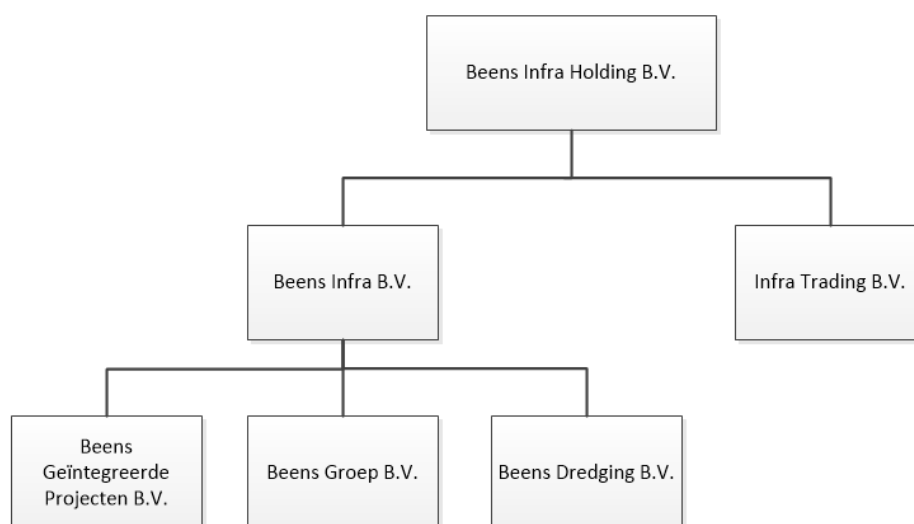 Beens Infra Holding B.V.
Beens Infra B.V.
Infra Trading B.V.
Beens
Geïntegreerde
Projecten B.V.
Beens Groep B.V.
Beens Dredging B.V.